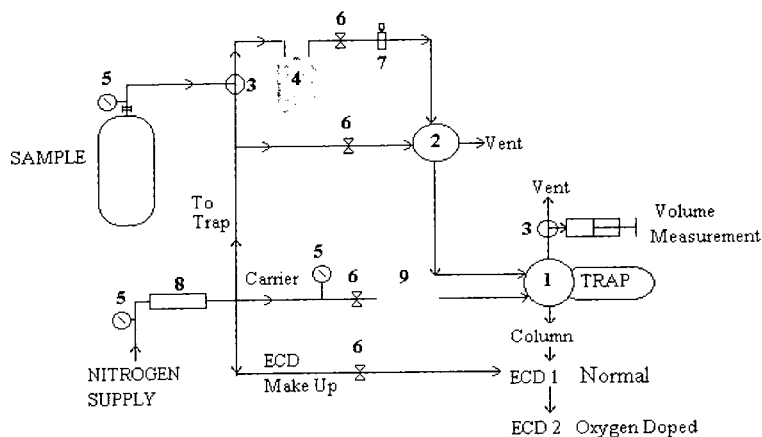 6
5
3
4
7
SAMPLE
6
2
Vent
To
Trap
Vent
3
Volume
Measurement
5
8
5
Carrier
6
9
1
TRAP
Column
NITROGEN
SUPPLY
ECD
Make Up
6
ECD 1 Normal
ECD 2 Oxygen Doped